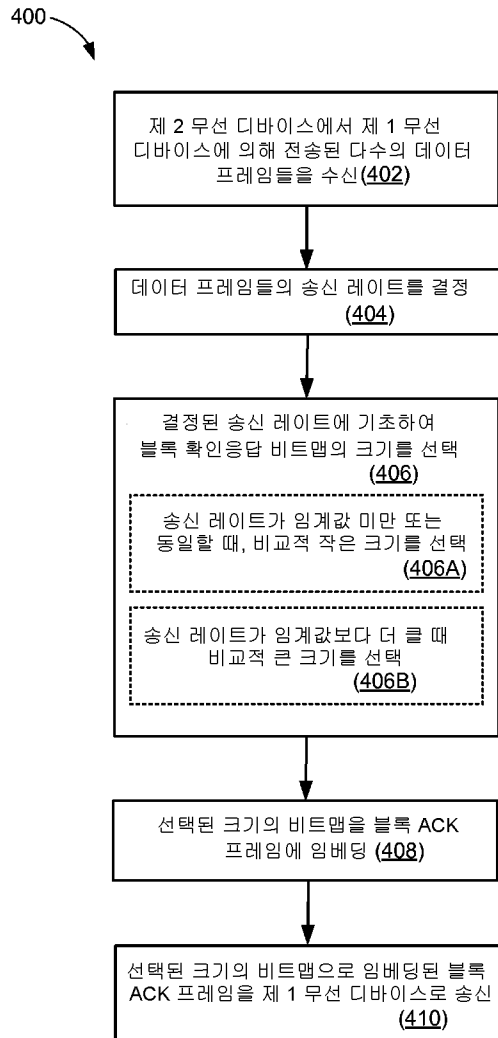 400
제 2 무선 디바이스에서 제 1 무선
디바이스에 의해 전송된 다수의 데이터
프레임들을 수신(402)
데이터 프레임들의 송신 레이트를 결정
(404)
결정된 송신 레이트에 기초하여
블록 확인응답 비트맵의 크기를 선택
(406)
송신 레이트가 임계값 미만 또는
동일할 때, 비교적 작은 크기를 선택
(406A)
송신 레이트가 임계값보다 더 클 때
비교적 큰 크기를 선택
(406B)
선택된 크기의 비트맵을 블록 ACK
프레임에 임베딩 (408)
선택된 크기의 비트맵으로 임베딩된 블록
ACK 프레임을 제 1 무선 디바이스로 송신
(410)